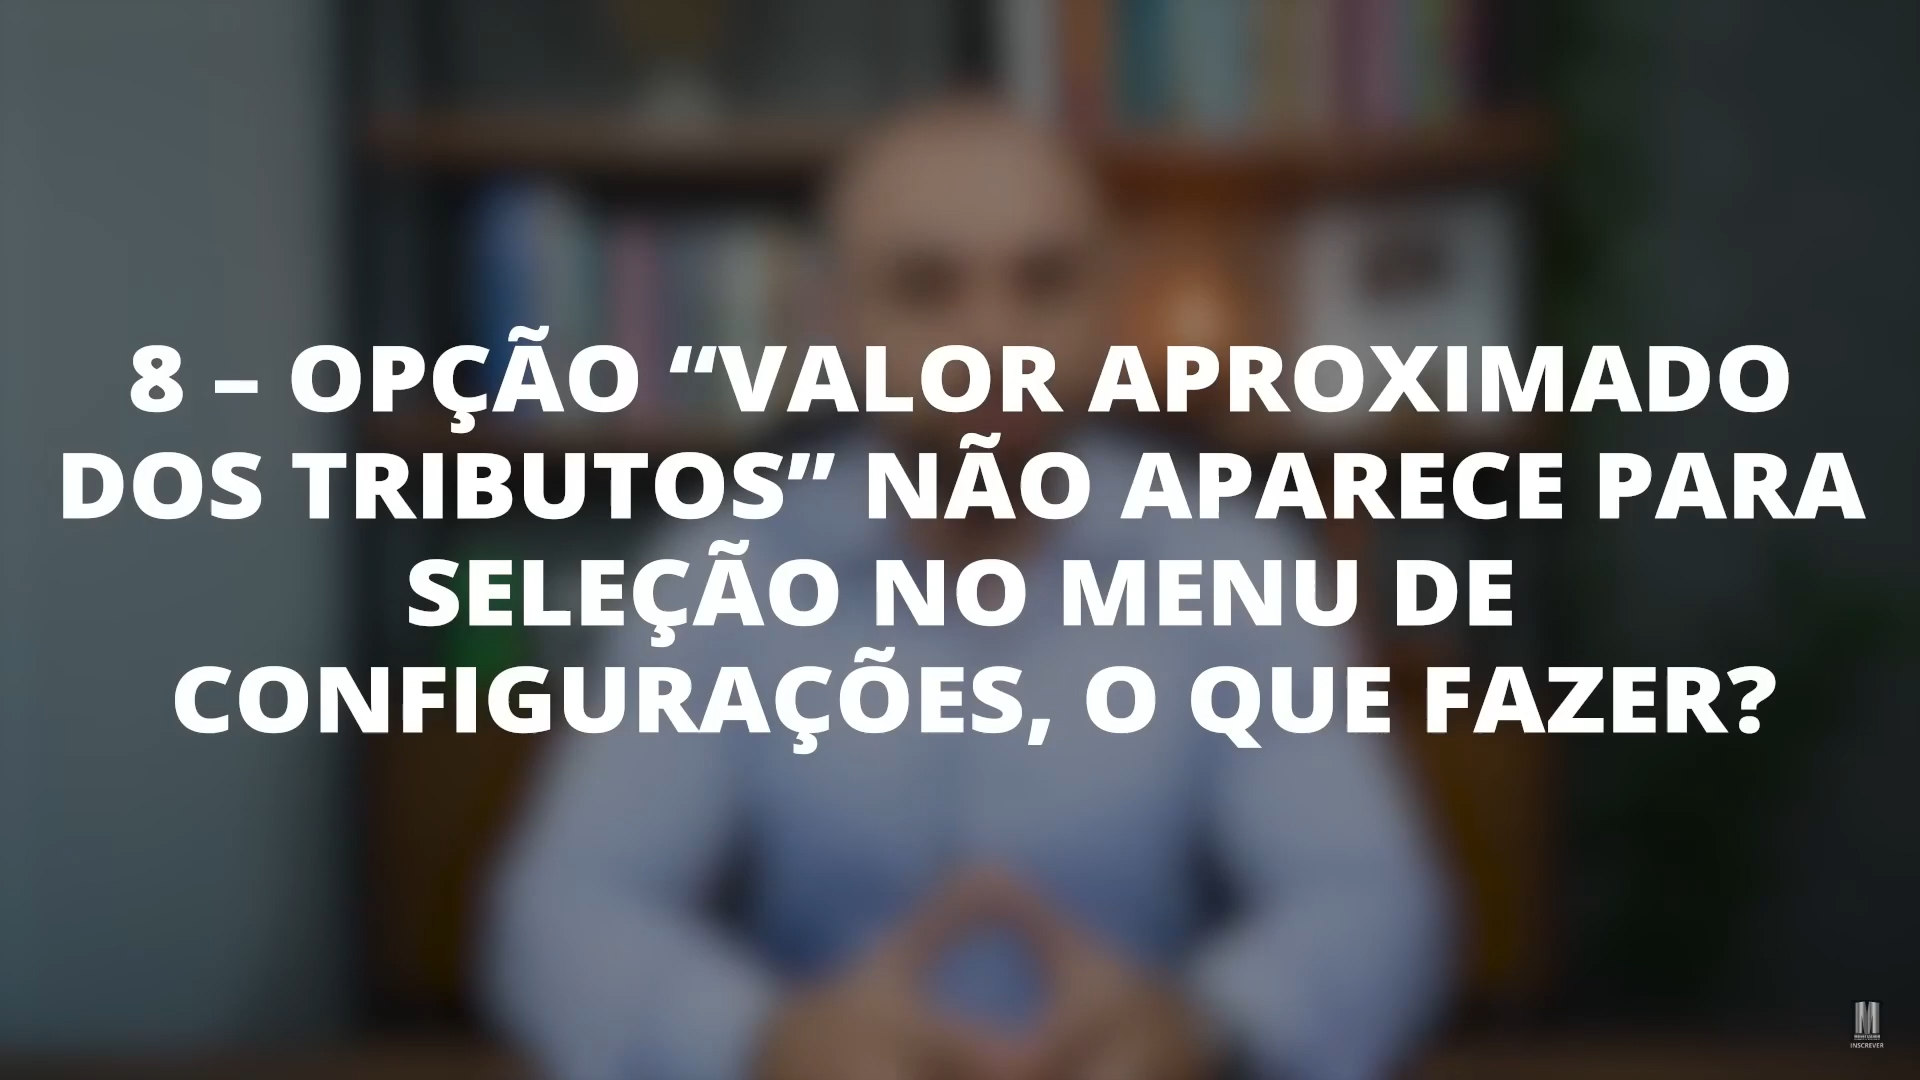 8 – OPÇÃO “VALOR APROXIMADO
DOS TRIBUTOS” NÃO APARECE PARA
SELEÇÃO NO MENU DE
CONFIGURAÇÕES, O QUE FAZER?
INSCREVER